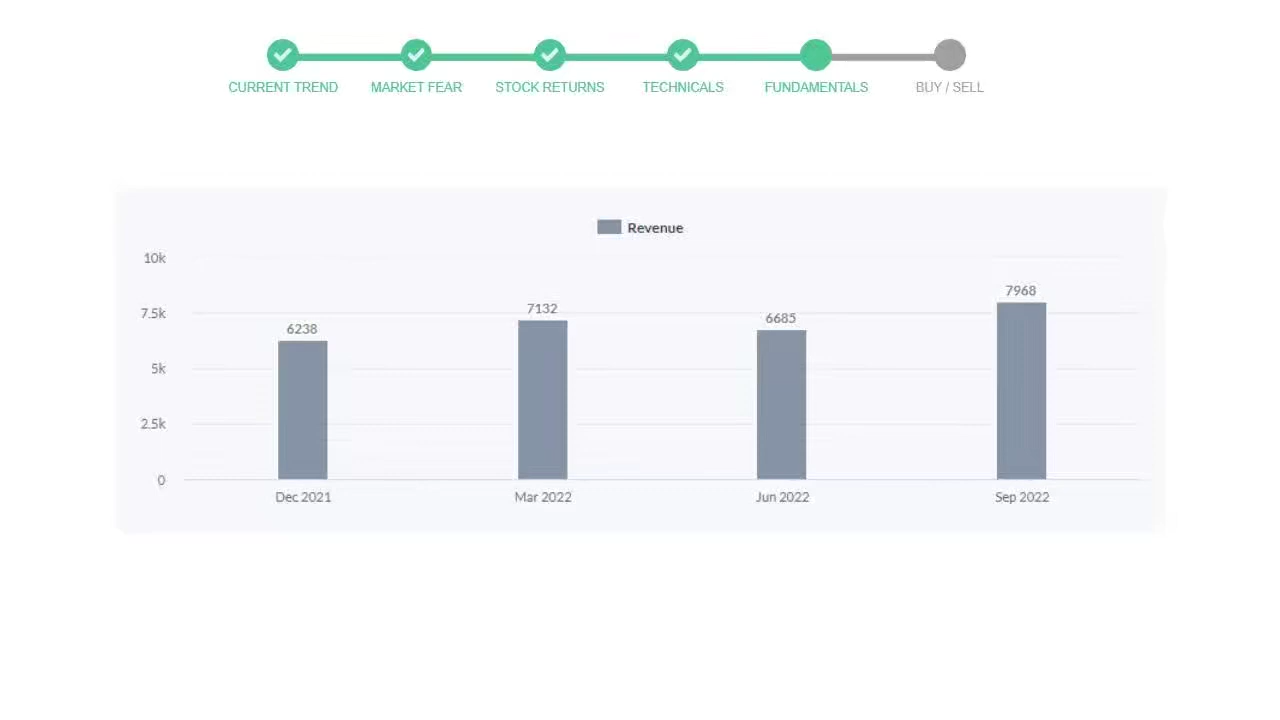 CURRENT TREND MARKET FEAR STOCK RETURNS TECHNICALS FUNDAMENTALS BUY / SELL
Revenue
10k
7968
7132
7.5k
6685
6238
5k
2.5k
0
Dec 2021 Mar 2022 Jun 2022 Sep 2022